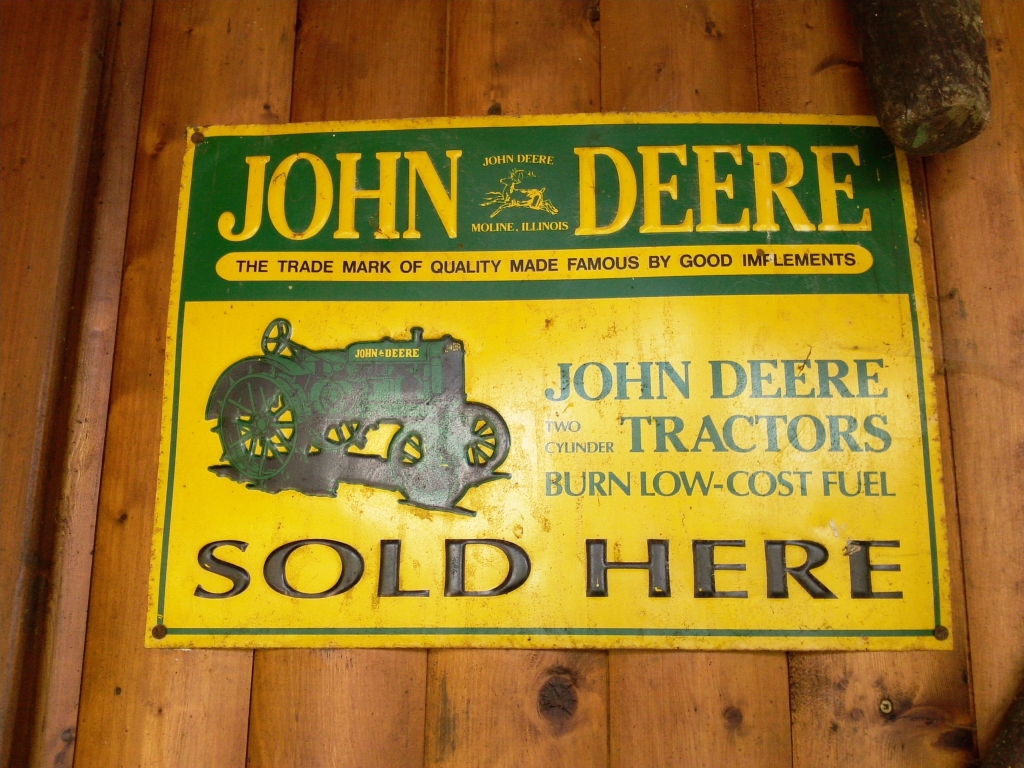 JOHN DEERE
JOHN DEERE
MOLINE, ILLINOIS
THE TRADE MARK OF QUALITY MADE FAMOUS BY GOOD IMPLEMENTS
JOHN DEERE
JOHN DEERE
TWO CYLINDER TRACTORS
BURN LOW-COST FUEL
SOLD HERE